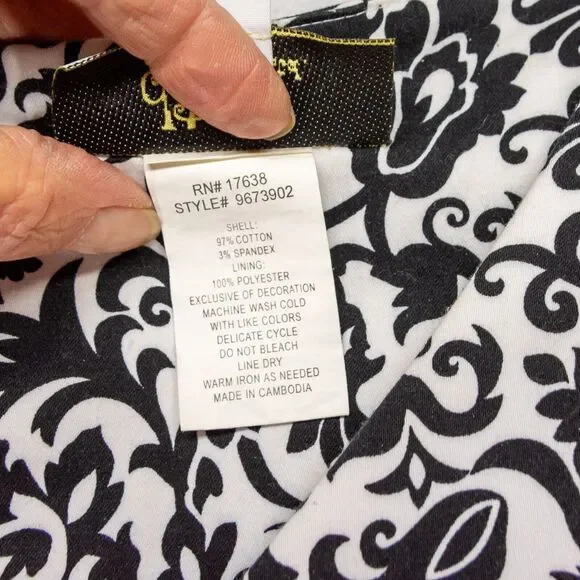 RN# 17638
STYLE# 9673902
SHELL:
97% COTTON
3% SPANDEX
LINING:
100% POLYESTER
EXCLUSIVE OF DECORATION
MACHINE WASH COLD
WITH LIKE COLORS
DELICATE CYCLE
DO NOT BLEACH
LINE DRY
WARM IRON AS NEEDED
MADE IN CAMBODIA